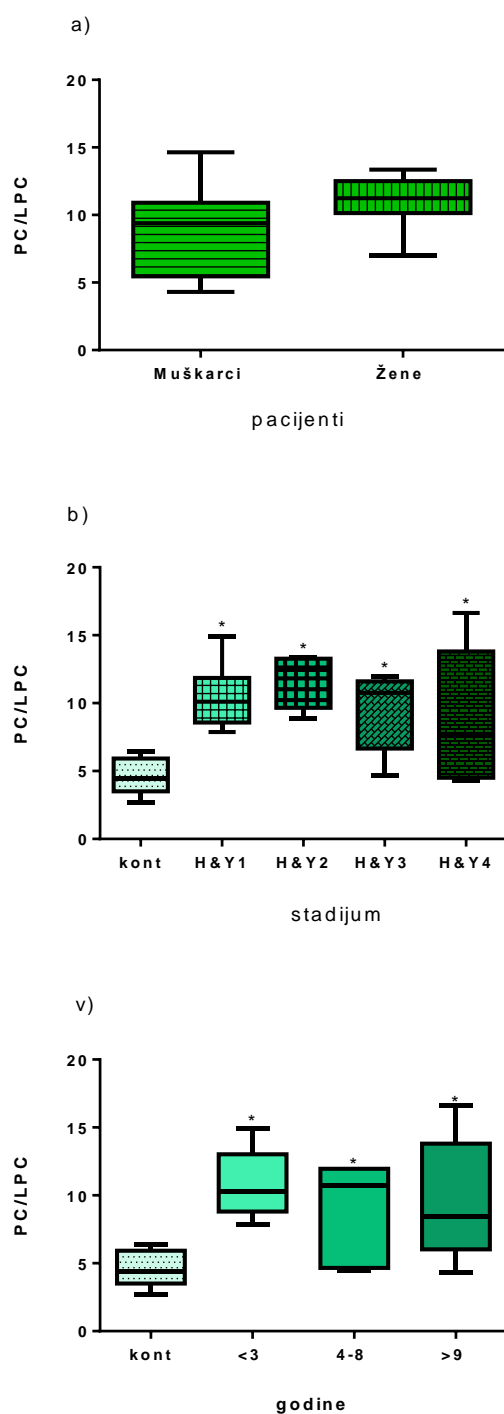 a)
20
15
10
5
0
PC/LPC
Muškarci Žene
pacijenti
b)
20
15
10
5
0
PC/LPC
* * * *
kont H&Y1 H&Y2 H&Y3 H&Y4
stadijum
v)
20
15
10
5
0
PC/LPC
* * *
kont <3 4-8 >9
godine